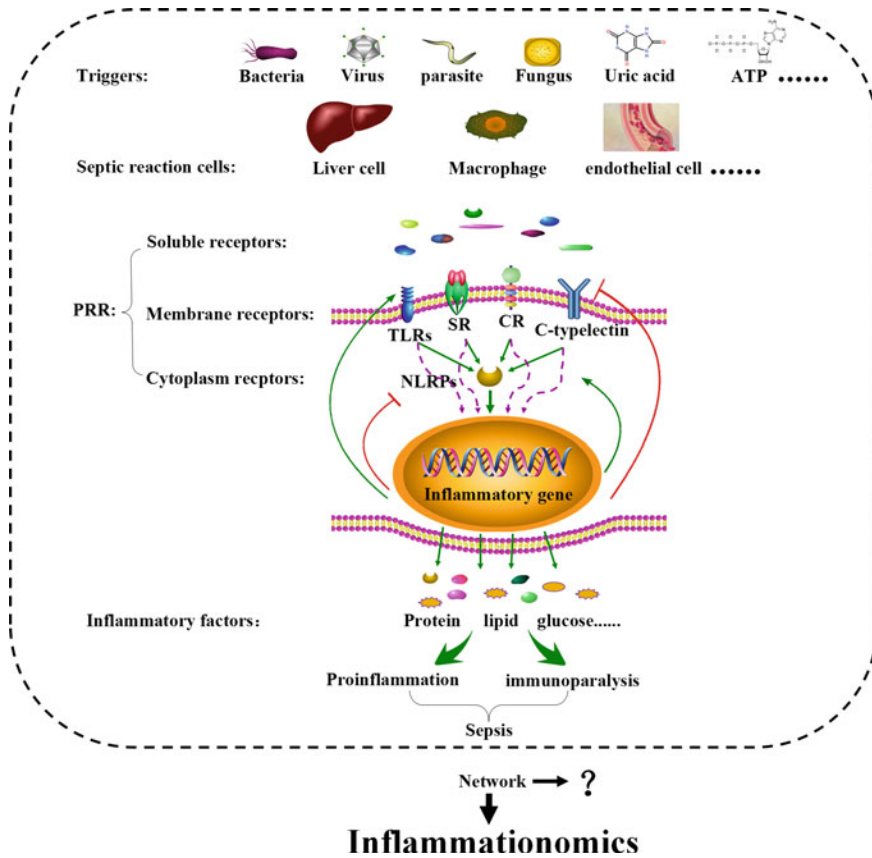 Triggers: Bacteria Virus parasite Fungus Uric acid ATP ......
Septic reaction cells: Liver cell Macrophage endothelial cell ......
Soluble receptors:
PRR: Membrane receptors:
TLRs SR CR C-typelectin
Cytoplasm recptors: NLRPs
Inflammatory gene
Inflammatory factors: Protein lipid glucose......
Proinflammation immunoparalysis
Sepsis
Network ?
Inflammationomics